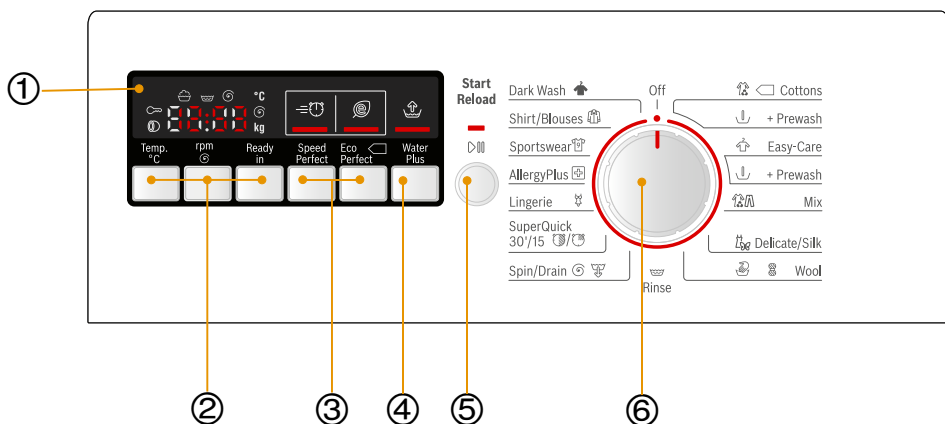 ①
°C
kg
Temp.
°C
rpm
Ready
in
Speed
Perfect
Eco
Perfect
Water
Plus
Start
Reload
Dark Wash
Shirt/Blouses
Sportswear
AllergyPlus
Lingerie
SuperQuick
30'/15
Spin/Drain
Off
Rinse
Cottons
+ Prewash
Easy-Care
+ Prewash
Mix
Delicate/Silk
Wool
②
③
④
⑤
⑥